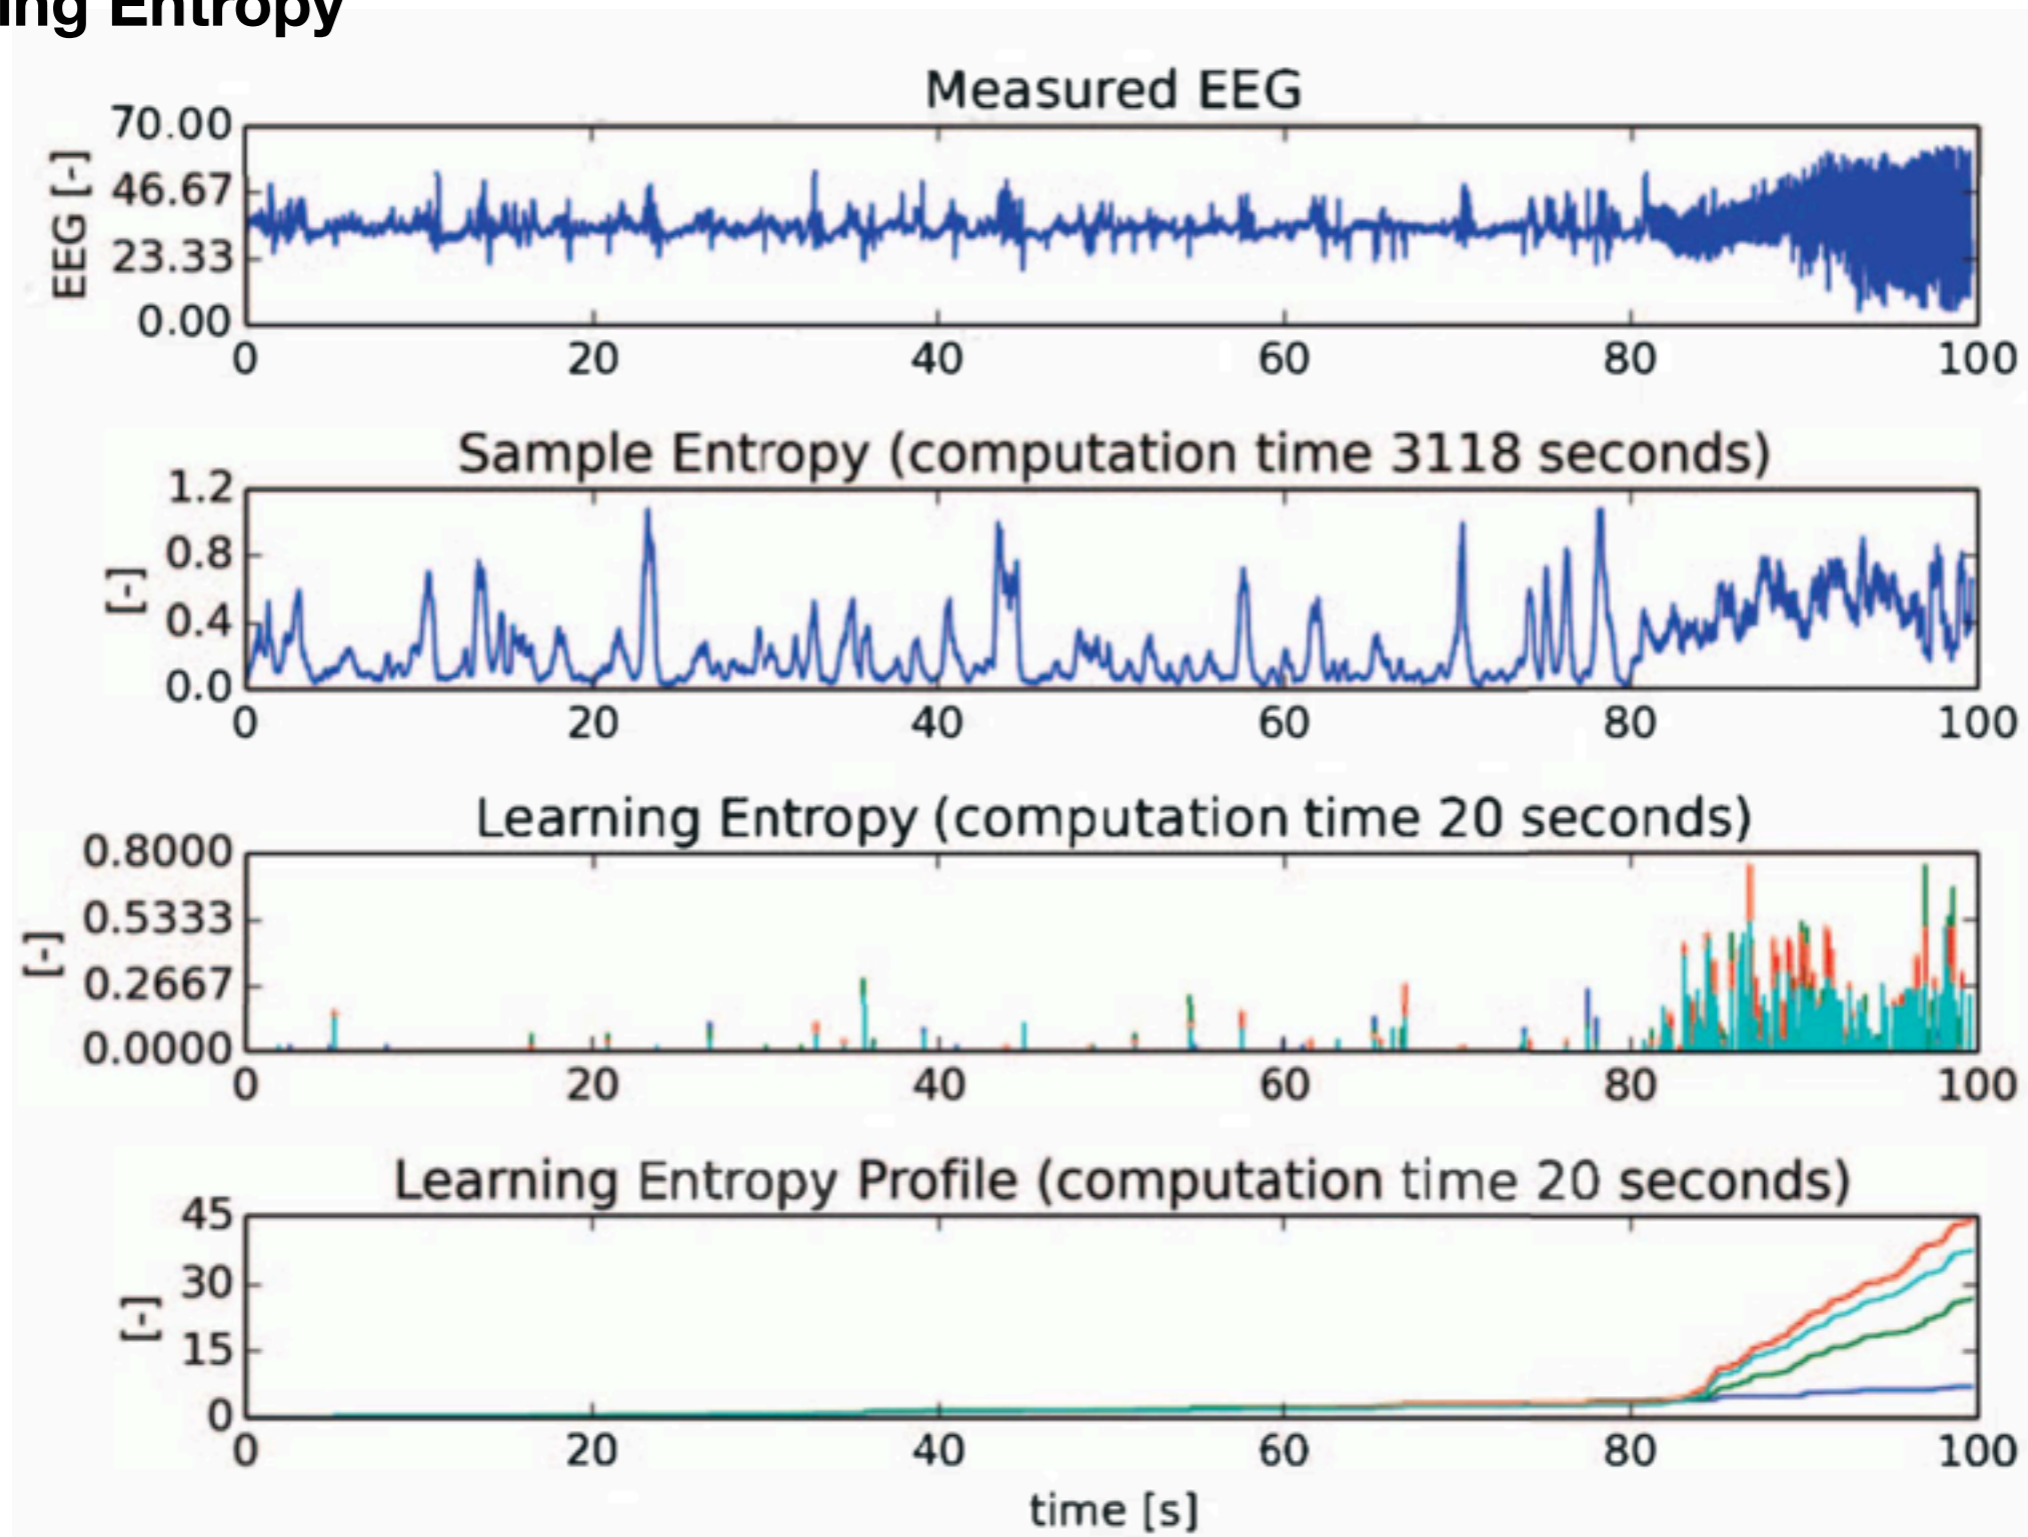 ing Entropy
Measured EEG
70.00
46.67
23.33
0.00
EEG [-]
0 20 40 60 80 100
Sample Entropy (computation time 3118 seconds)
1.2
0.8
0.4
0.0
[-]
0 20 40 60 80 100
Learning Entropy (computation time 20 seconds)
0.8000
0.5333
0.2667
0.0000
[-]
0 20 40 60 80 100
Learning Entropy Profile (computation time 20 seconds)
45
30
15
0
[-]
0 20 40 60 80 100
time [s]